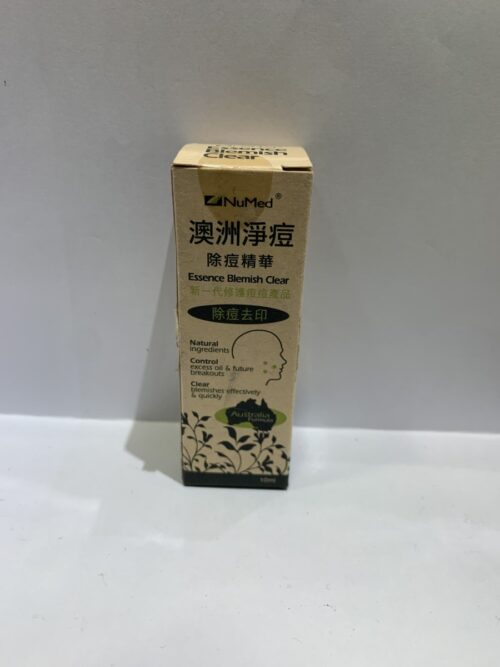 Essence
Blemish
Clear
NuMed®
澳洲淨痘
除痘精華
Essence Blemish Clear
新一代修護痘痘產品
除痘去印
Natural
ingredients
Control
excess oil & future
breakouts
Clear
blemishes effectively
& quickly
Australia
Formula
10ml